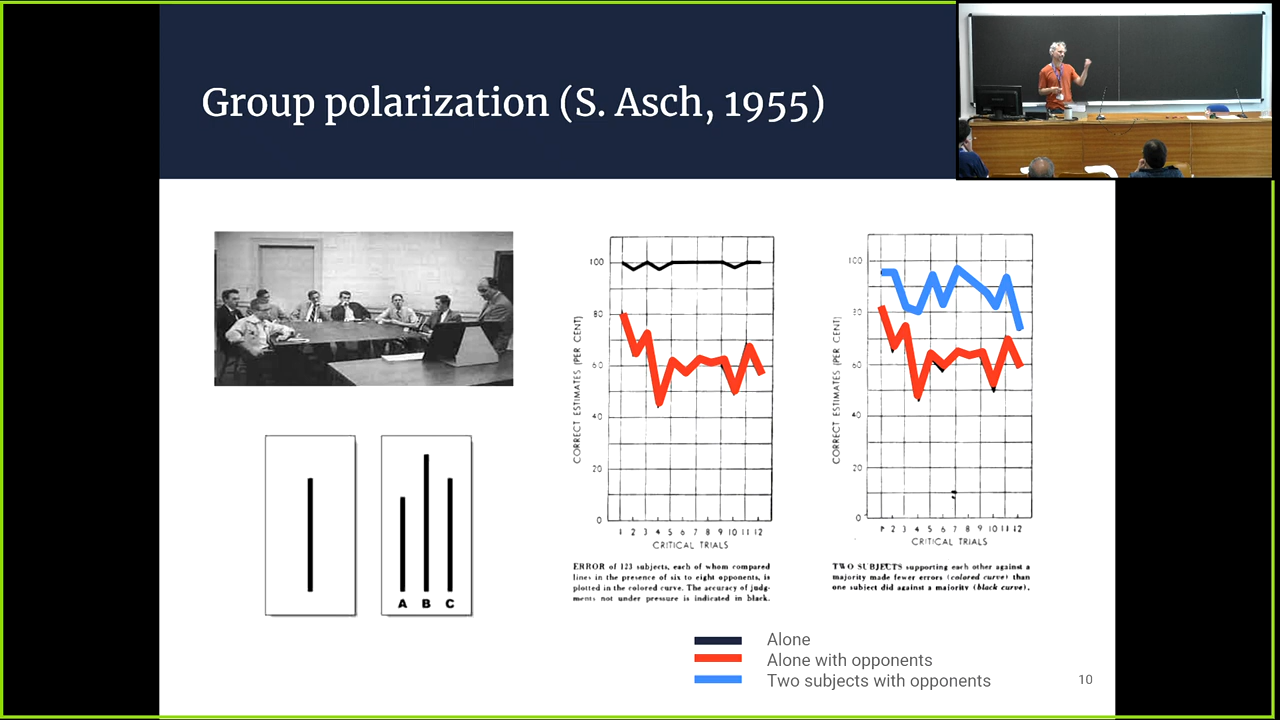 Group polarization (S. Asch, 1955)
A B C
CORRECT ESTIMATES (PER CENT)
100
80
60
40
20
0
1 2 3 4 5 6 7 8 9 10 11 12
CRITICAL TRIALS
ERROR of 123 subjects, each of whom compared
lines in the presence of six to eight opponents, is
plotted in the colored curve. The accuracy of judg-
ments not under pressure is indicated in black.
CORRECT ESTIMATES (PER CENT)
100
80
60
40
20
0
2 3 4 5 6 7 8 9 10 11 12
CRITICAL TRIALS
TWO SUBJECTS supporting each other against a
majority made fewer errors (colored curve) than
one subject did against a majority (black curve).
Alone
Alone with opponents
Two subjects with opponents
10